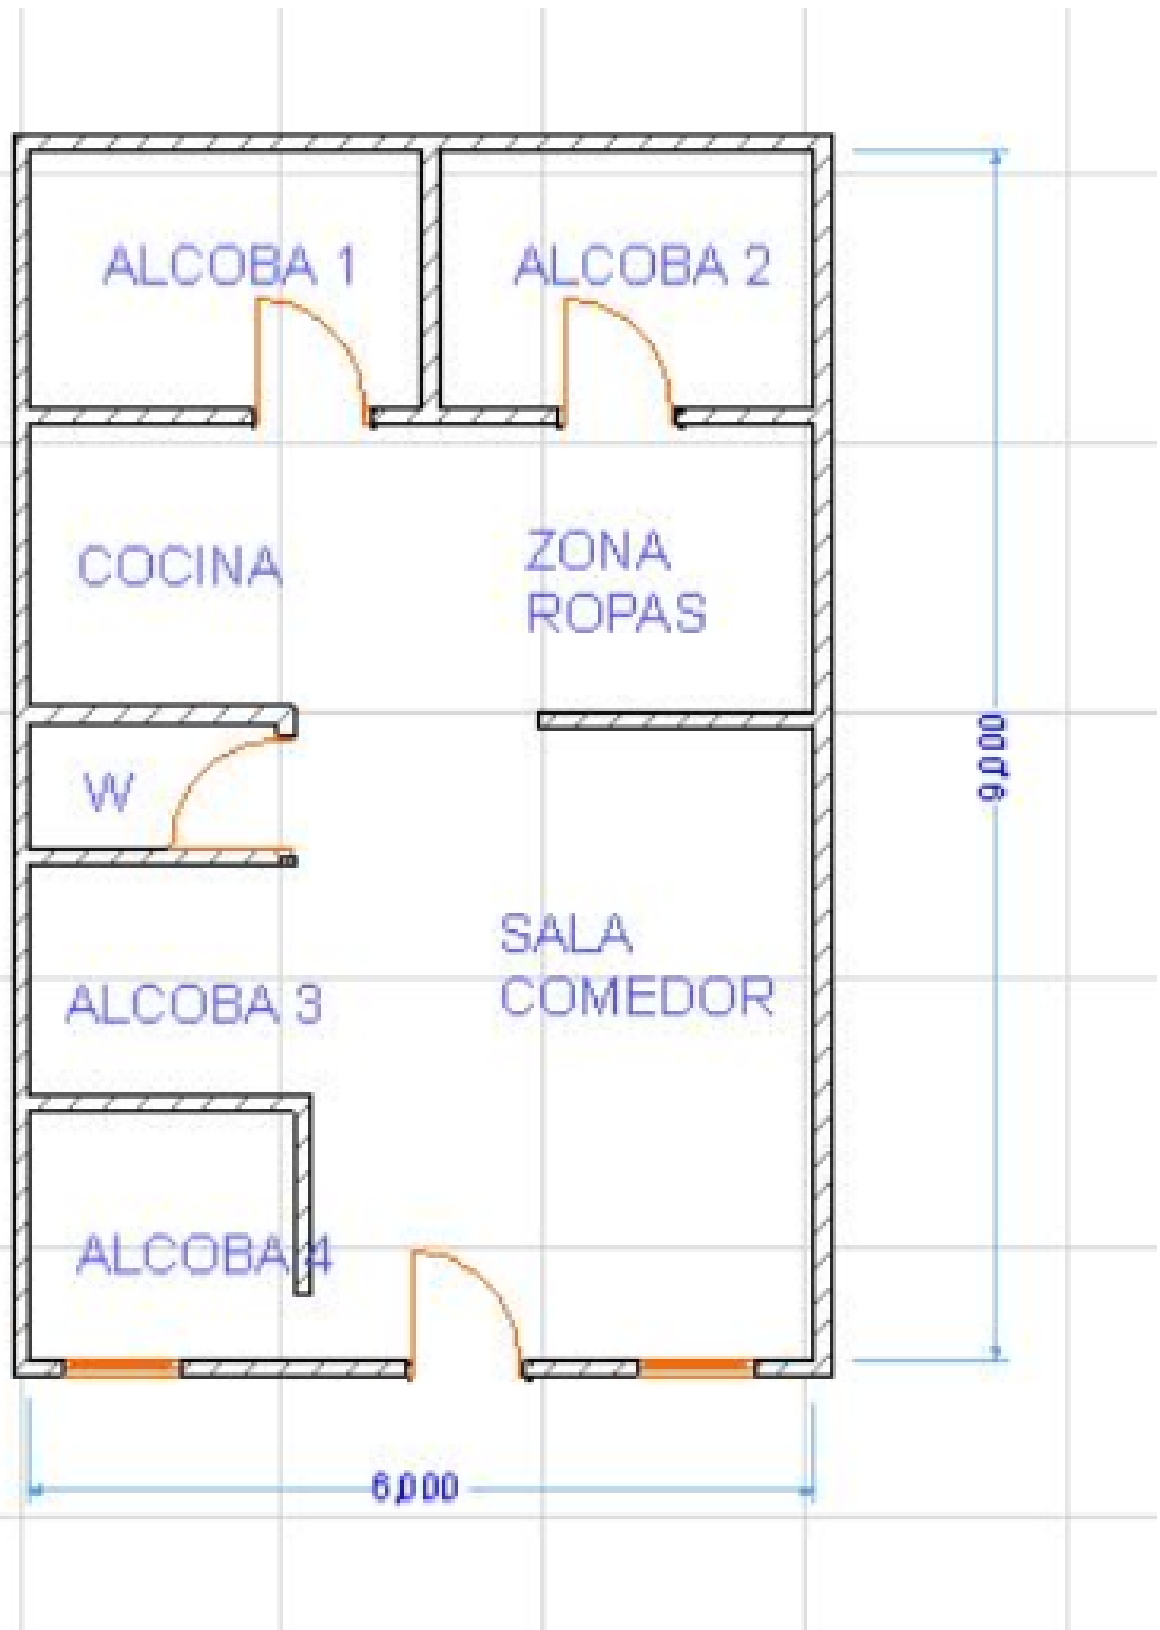 ALCOBA 1
ALCOBA 2
COCINA
ZONA
ROPAS
W
SALA
COMEDOR
ALCOBA 3
ALCOBA 4
9,000
6,000